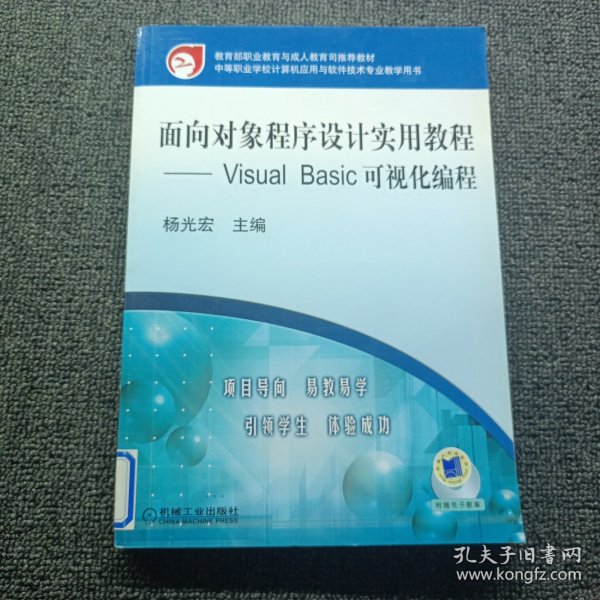 教育部职业教育与成人教育司推荐教材
中等职业学校计算机应用与软件技术专业教学用书
面向对象程序设计实用教程
—— Visual Basic 可视化编程
杨光宏 主编
项目导向 易教易学
引领学生 体验成功
附赠电子教案
机械工业出版社
CHINA MACHINE PRESS
孔夫子旧书网
www.kongfz.com